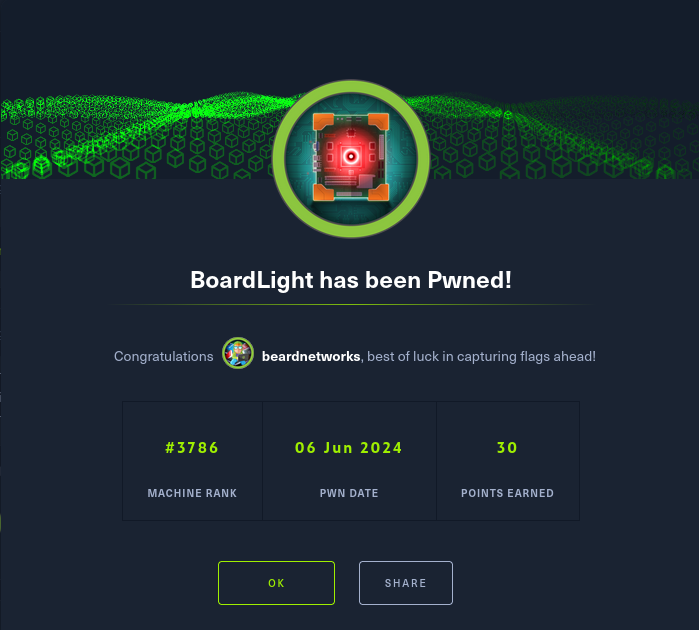 BoardLight has been Pwned!
Congratulations beardnetworks, best of luck in capturing flags ahead!
#3786 06 Jun 2024 30
MACHINE RANK PWN DATE POINTS EARNED
OK SHARE